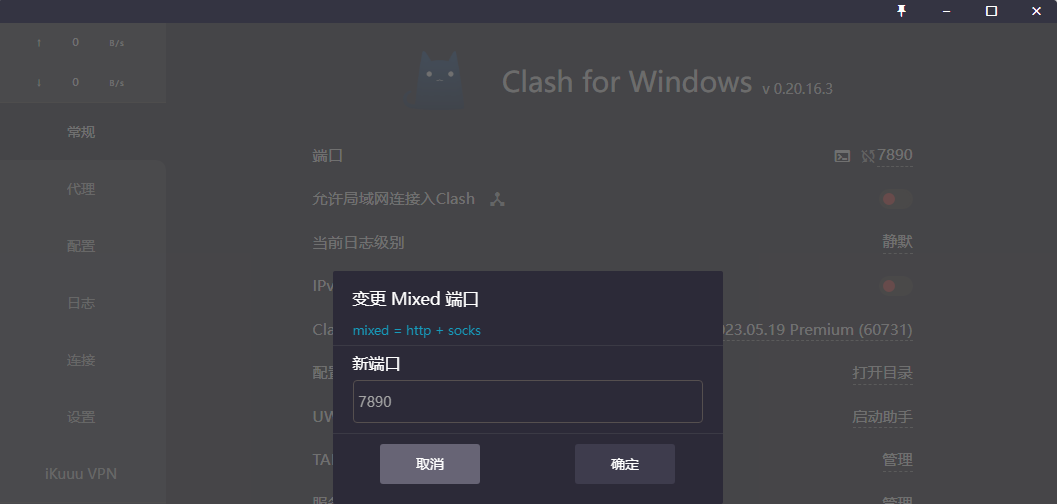 ↑ 0 B/s
↓ 0 B/s
常规
代理
配置
日志
连接
设置
iKuuu VPN
Clash for Windows v 0.20.16.3
端口 7890
允许局域网连接入Clash
当前日志级别 静默
IPv
Cla 023.05.19 Premium (60731)
配置 打开目录
UW 启动助手
TA 管理
管理
变更 Mixed 端口
mixed = http + socks
新端口
7890
取消 确定